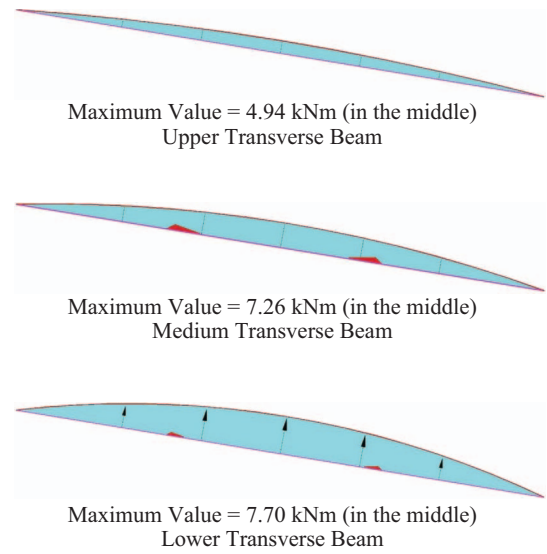 Maximum Value = 4.94 kNm (in the middle)
Upper Transverse Beam
Maximum Value = 7.26 kNm (in the middle)
Medium Transverse Beam
Maximum Value = 7.70 kNm (in the middle)
Lower Transverse Beam